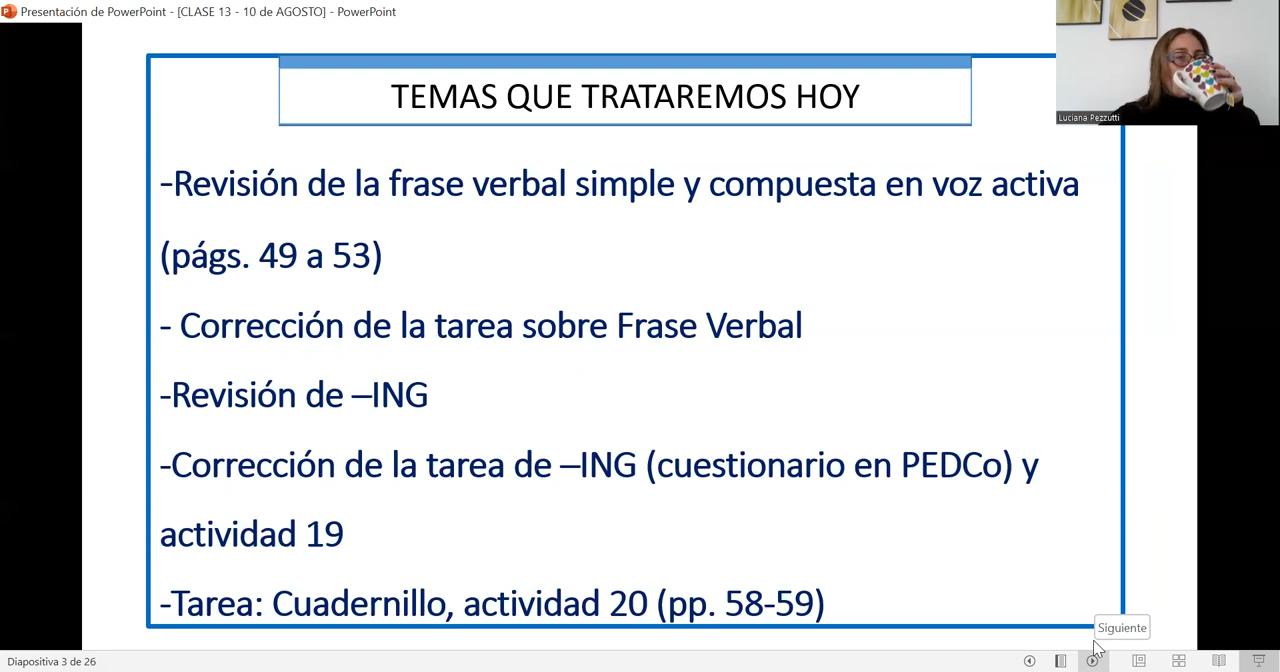 Presentación de PowerPoint - [CLASE 13 - 10 de AGOSTO] - PowerPoint
TEMAS QUE TRATAREMOS HOY
Luciana Pezzutti
-Revisión de la frase verbal simple y compuesta en voz activa
(págs. 49 a 53)
- Corrección de la tarea sobre Frase Verbal
-Revisión de –ING
-Corrección de la tarea de –ING (cuestionario en PEDCo) y
actividad 19
-Tarea: Cuadernillo, actividad 20 (pp. 58-59)
Siguiente
Diapositiva 3 de 26